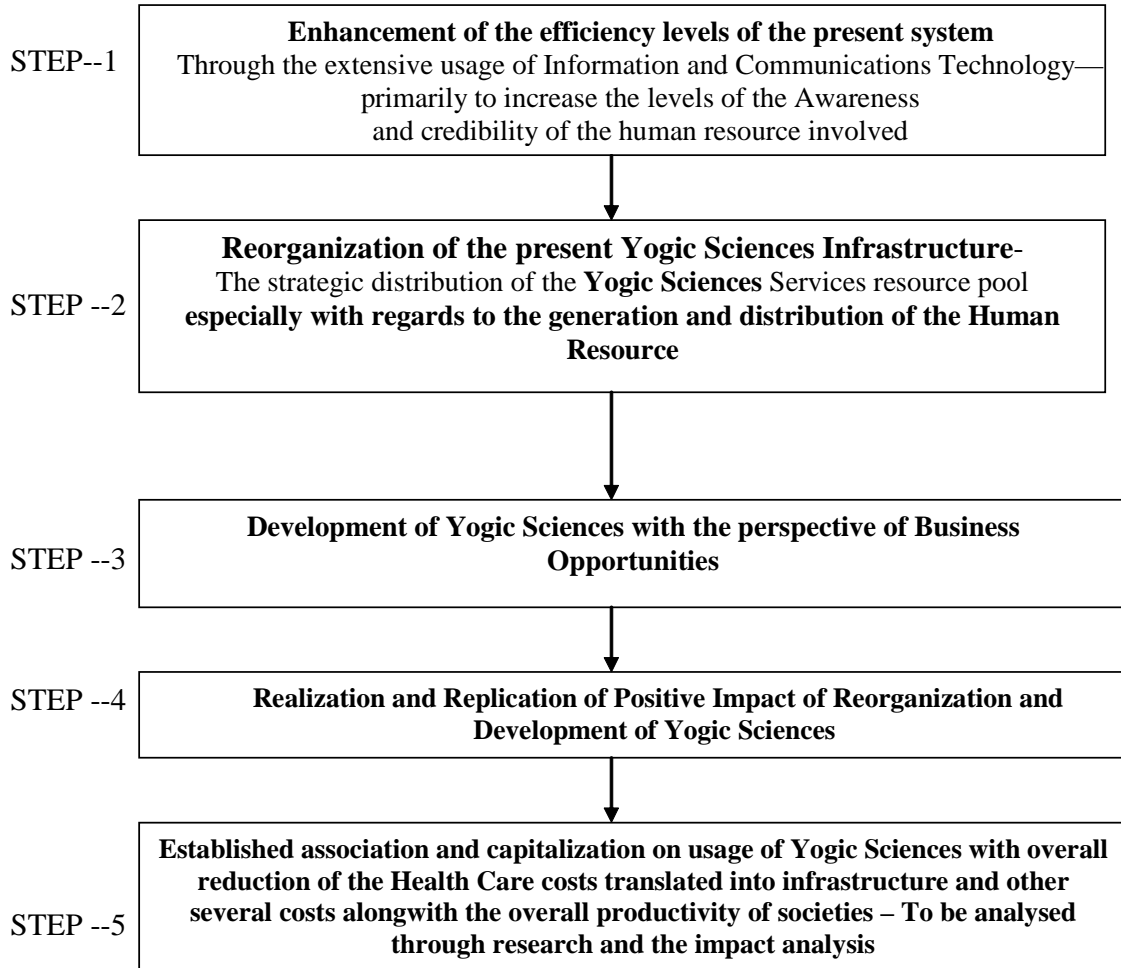 Enhancement of the efficiency levels of the present system
STEP--1
Through the extensive usage of Information and Communications Technology—
primarily to increase the levels of the Awareness
and credibility of the human resource involved
Reorganization of the present Yogic Sciences Infrastructure-
The strategic distribution of the Yogic Sciences Services resource pool
STEP --2
especially with regards to the generation and distribution of the Human
Resource
Development of Yogic Sciences with the perspective of Business
Opportunities
STEP --3
STEP --4
Realization and Replication of Positive Impact of Reorganization and
Development of Yogic Sciences
Established association and capitalization on usage of Yogic Sciences with overall
reduction of the Health Care costs translated into infrastructure and other
several costs alongwith the overall productivity of societies – To be analysed
STEP --5
through research and the impact analysis